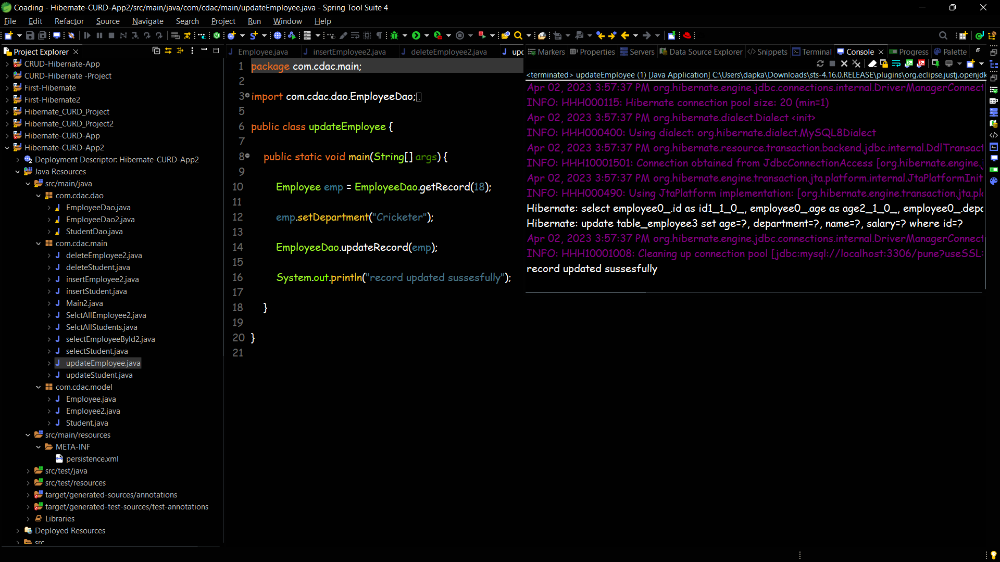 Coading - Hibernate-CURD-App2/src/main/java/com/cdac/main/updateEmployee.java - Spring Tool Suite 4
File Edit Refactor Source Navigate Search Project Run Window Help
Project Explorer
CRUD-Hibernate-App
CURD-Hibernate -Project
First-Hibernate
First-Hibernate2
Hibernate_CURD_Project
Hibernate_CURD_Project2
Hibernate-CURD-App
Hibernate-CURD-App2
Deployment Descriptor: Hibernate-CURD-App2
Java Resources
src/main/java
com.cdac.dao
EmployeeDao.java
EmployeeDao2.java
StudentDao.java
com.cdac.main
deleteEmployee2.java
deleteStudent.java
insertEmployee2.java
insertStudent.java
Main2.java
SelctAllEmployee2.java
SelctAllStudents.java
selectEmployeeById2.java
selectStudent.java
updateEmployee.java
updateStudent.java
com.cdac.model
Employee.java
Employee2.java
Student.java
src/main/resources
META-INF
persistence.xml
src/test/java
src/test/resources
target/generated-sources/annotations
target/generated-test-sources/test-annotations
Libraries
Deployed Resources
src
Employee.java insertEmployee2.java deleteEmployee2.java upd
1 package com.cdac.main;
2
3 import com.cdac.dao.EmployeeDao;
5
6 public class updateEmployee {
7
8 public static void main(String[] args) {
9
10 Employee emp = EmployeeDao.getRecord(18);
11
12 emp.setDepartment("Cricketer");
13
14 EmployeeDao.updateRecord(emp);
15
16 System.out.println("record updated sussesfully");
17
18 }
19
20 }
21
Markers Properties Servers Data Source Explorer Snippets Terminal Console Progress Palette
<terminated> updateEmployee (1) [Java Application] C:\Users\dapka\Downloads\sts-4.16.0.RELEASE\plugins\org.eclipse.justj.openjdk
Apr 02, 2023 3:57:37 PM org.hibernate.engine.jdbc.connections.internal.DriverManagerConnect
INFO: HHH000115: Hibernate connection pool size: 20 (min=1)
Apr 02, 2023 3:57:37 PM org.hibernate.dialect.Dialect <init>
INFO: HHH000400: Using dialect: org.hibernate.dialect.MySQL8Dialect
Apr 02, 2023 3:57:37 PM org.hibernate.resource.transaction.backend.jdbc.internal.DdlTransact
INFO: HHH10001501: Connection obtained from JdbcConnectionAccess [org.hibernate.engine.j
Apr 02, 2023 3:57:37 PM org.hibernate.engine.transaction.jta.platform.internal.JtaPlatformInit
INFO: HHH000490: Using JtaPlatform implementation: [org.hibernate.engine.transaction.jta.pl
Hibernate: select employee0_.id as id1_1_0_, employee0_.age as age2_1_0_, employee0_.depa
Hibernate: update table_employee3 set age=?, department=?, name=?, salary=? where id=?
Apr 02, 2023 3:57:37 PM org.hibernate.engine.jdbc.connections.internal.DriverManagerConnect
INFO: HHH10001008: Cleaning up connection pool [jdbc:mysql://localhost:3306/pune?useSSL=
record updated sussesfully